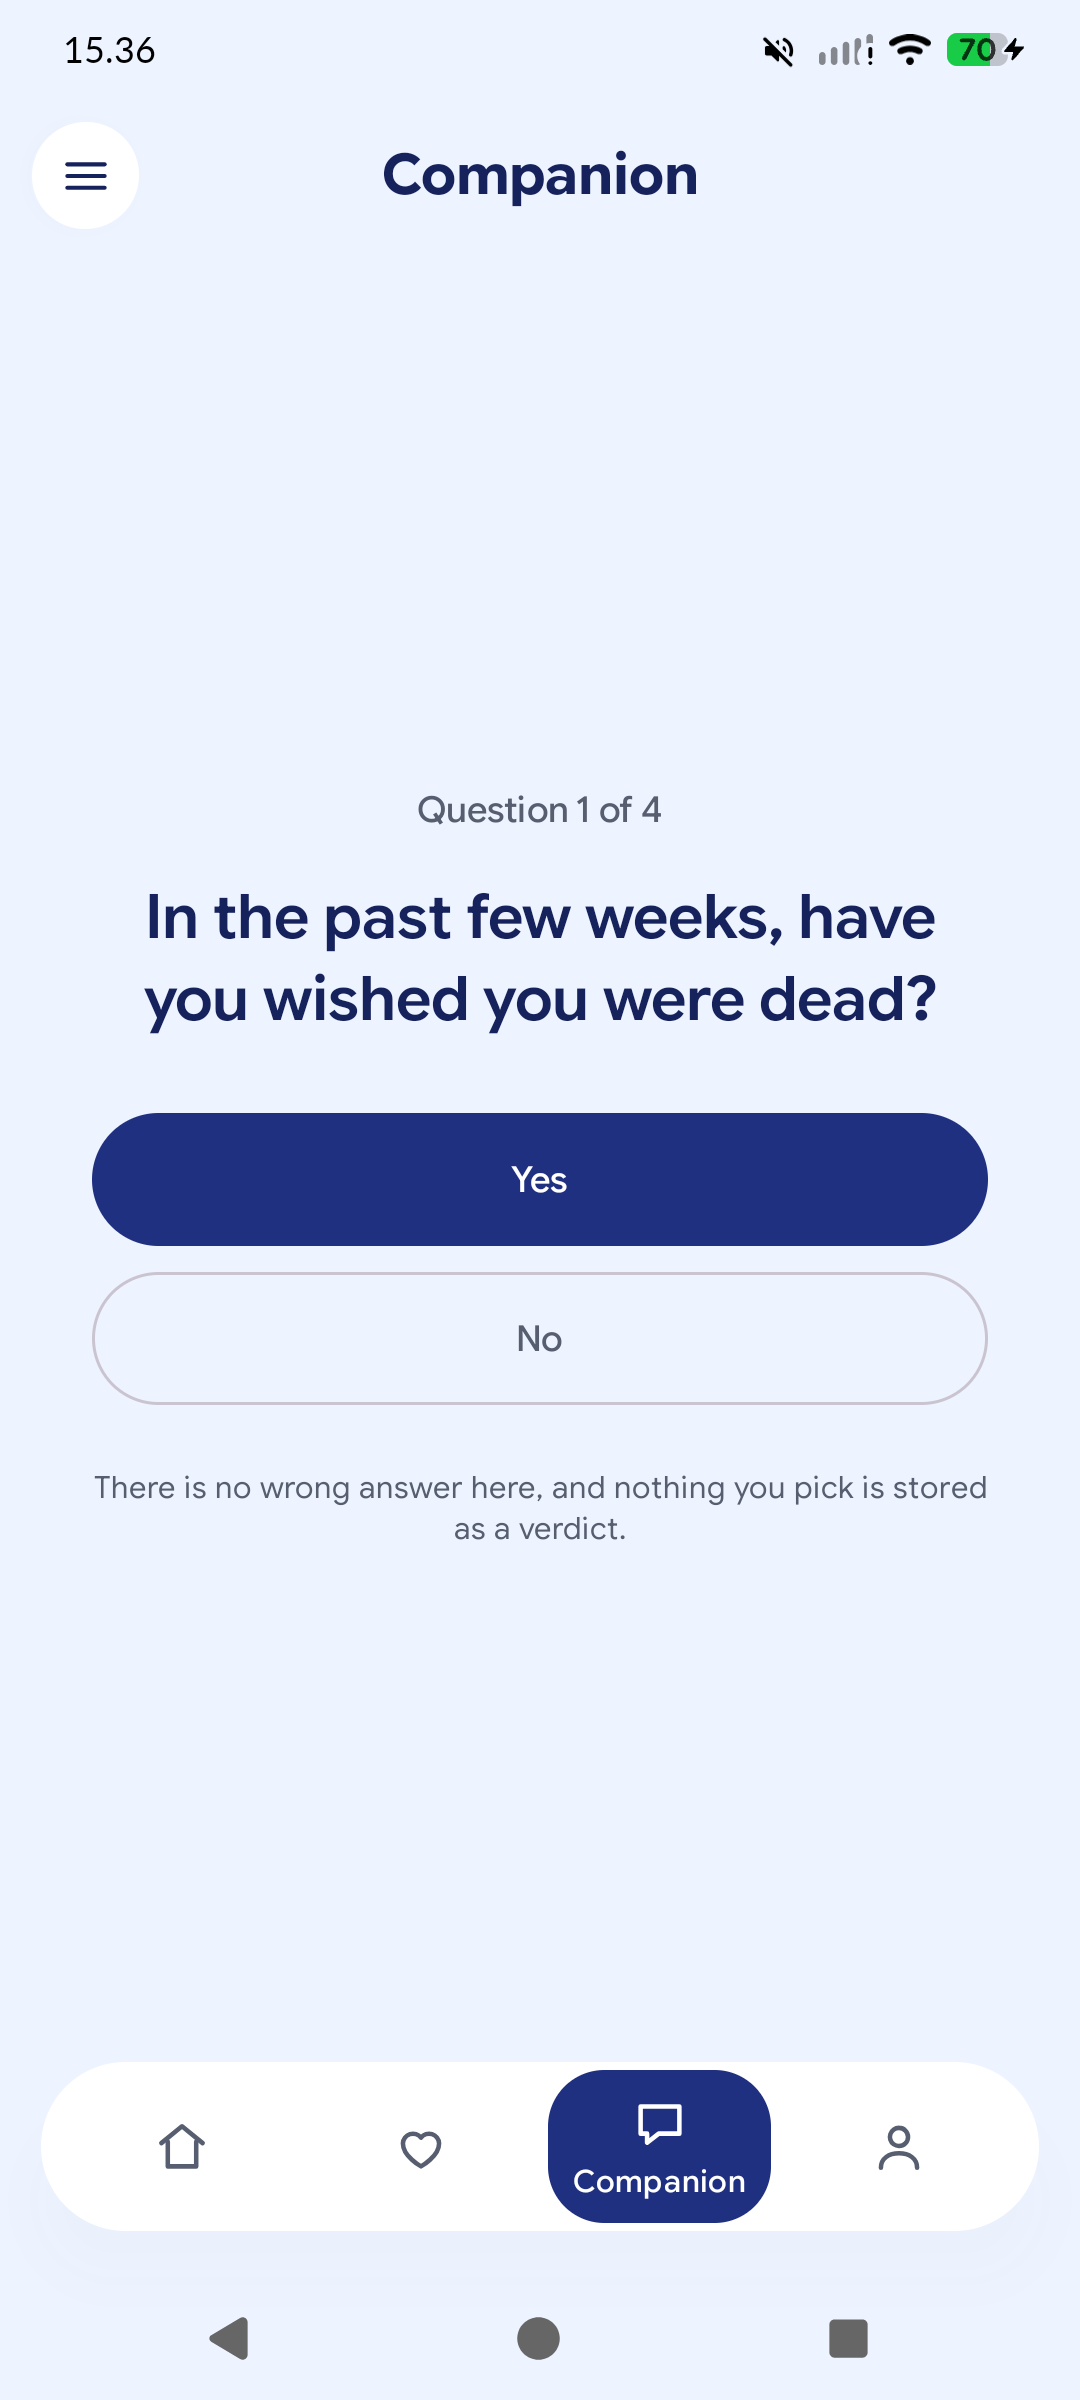 15.36
70
Companion
Question 1 of 4
In the past few weeks, have
you wished you were dead?
Yes
No
There is no wrong answer here, and nothing you pick is stored
as a verdict.
Companion